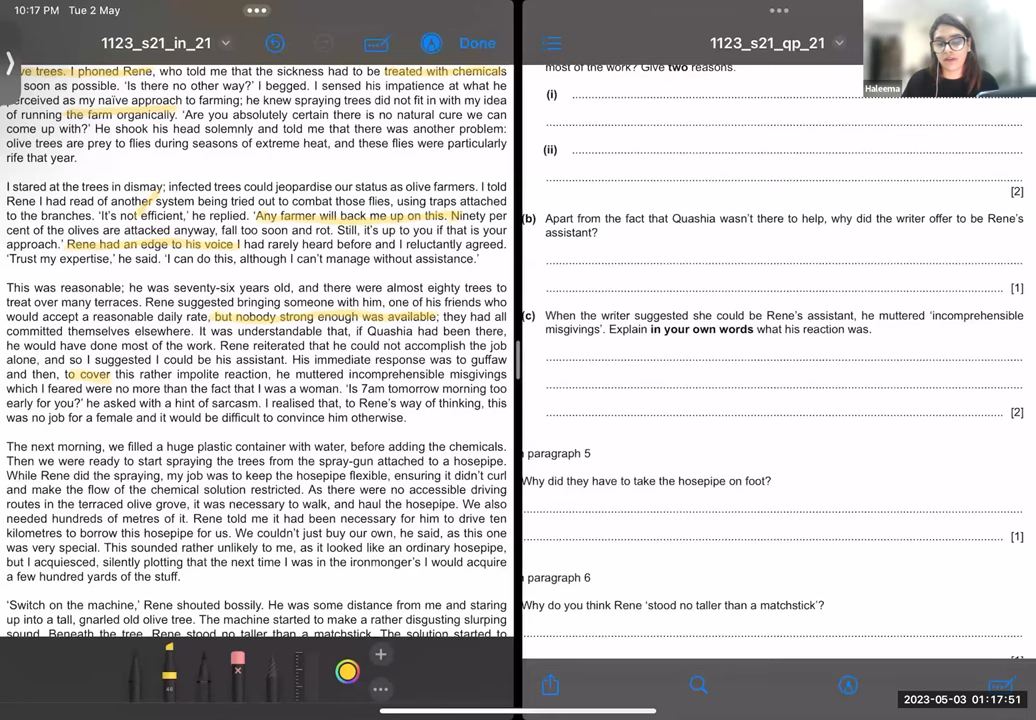 10:17 PM Tue 2 May
1123_s21_in_21
Done
ve trees. I phoned Rene, who told me that the sickness had to be treated with chemicals
soon as possible. ‘Is there no other way?’ I begged. I sensed his impatience at what he
perceived as my naïve approach to farming; he knew spraying trees did not fit in with my idea
of running the farm organically. ‘Are you absolutely certain there is no natural cure we can
come up with?’ He shook his head solemnly and told me that there was another problem:
olive trees are prey to flies during seasons of extreme heat, and these flies were particularly
rife that year.
I stared at the trees in dismay; infected trees could jeopardise our status as olive farmers. I told
Rene I had read of another system being tried out to combat those flies, using traps attached
to the branches. ‘It’s not efficient,’ he replied. ‘Any farmer will back me up on this. Ninety per
cent of the olives are attacked anyway, fall too soon and rot. Still, it’s up to you if that is your
approach.’ Rene had an edge to his voice I had rarely heard before and I reluctantly agreed.
‘Trust my expertise,’ he said. ‘I can do this, although I can’t manage without assistance.’
This was reasonable; he was seventy-six years old, and there were almost eighty trees to
treat over many terraces. Rene suggested bringing someone with him, one of his friends who
would accept a reasonable daily rate, but nobody strong enough was available; they had all
committed themselves elsewhere. It was understandable that, if Quashia had been there,
he would have done most of the work. Rene reiterated that he could not accomplish the job
alone, and so I suggested I could be his assistant. His immediate response was to guffaw
and then, to cover this rather impolite reaction, he muttered incomprehensible misgivings
which I feared were no more than the fact that I was a woman. ‘Is 7am tomorrow morning too
early for you?’ he asked with a hint of sarcasm. I realised that, to Rene’s way of thinking, this
was no job for a female and it would be difficult to convince him otherwise.
The next morning, we filled a huge plastic container with water, before adding the chemicals.
Then we were ready to start spraying the trees from the spray-gun attached to a hosepipe.
While Rene did the spraying, my job was to keep the hosepipe flexible, ensuring it didn’t curl
and make the flow of the chemical solution restricted. As there were no accessible driving
routes in the terraced olive grove, it was necessary to walk, and haul the hosepipe. We also
needed hundreds of metres of it. Rene told me it had been necessary for him to drive ten
kilometres to borrow this hosepipe for us. We couldn’t just buy our own, he said, as this one
was very special. This sounded rather unlikely to me, as it looked like an ordinary hosepipe,
but I acquiesced, silently plotting that the next time I was in the ironmonger’s I would acquire
a few hundred yards of the stuff.
‘Switch on the machine,’ Rene shouted bossily. He was some distance from me and staring
up into a tall, gnarled old olive tree. The machine started to make a rather disgusting slurping
sound. Beneath the tree, Rene stood no taller than a matchstick. The solution started to
46
1123_s21_qp_21
most of the work? Give two reasons.
(i)
(ii)
[2]
(b) Apart from the fact that Quashia wasn’t there to help, why did the writer offer to be Rene’s
assistant?
[1]
(c) When the writer suggested she could be Rene’s assistant, he muttered ‘incomprehensible
misgivings’. Explain in your own words what his reaction was.
[2]
paragraph 5
Why did they have to take the hosepipe on foot?
[1]
paragraph 6
Why do you think Rene ‘stood no taller than a matchstick’?
Haleema
2023-05-03 01:17:51